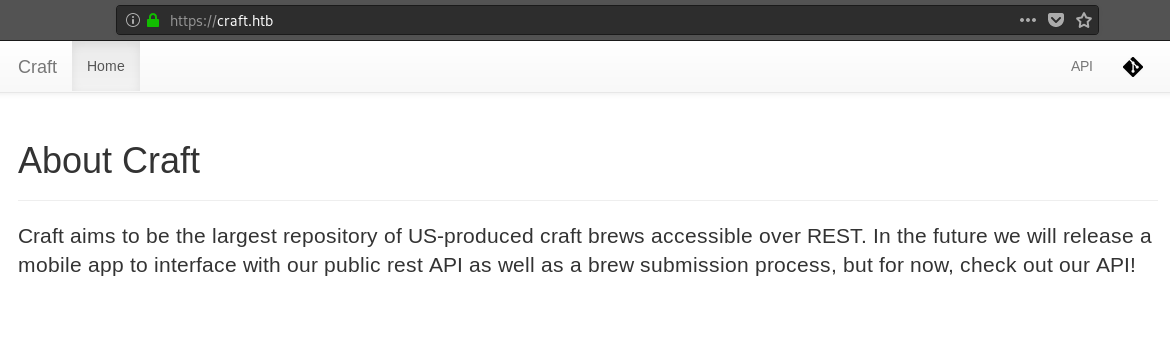 https://craft.htb
Craft Home API
About Craft
Craft aims to be the largest repository of US-produced craft brews accessible over REST. In the future we will release a
mobile app to interface with our public rest API as well as a brew submission process, but for now, check out our API!